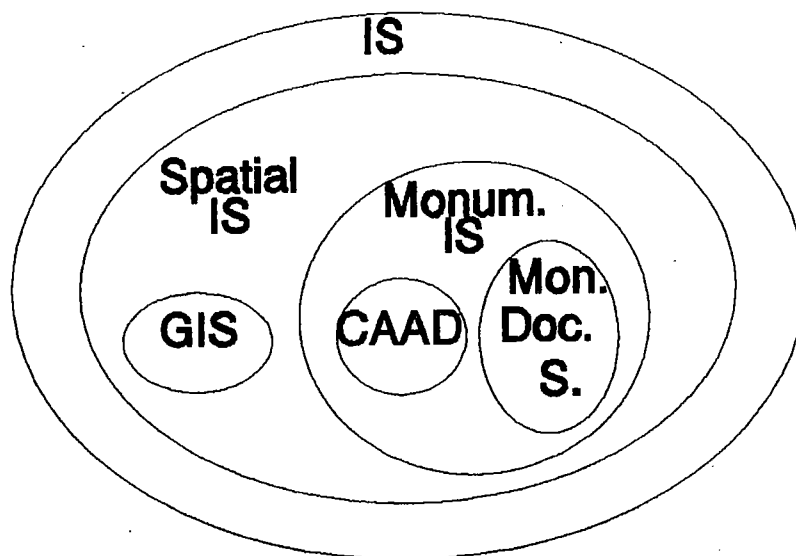 IS
Spatial
IS
Monum.
IS
GIS
CAAD
Mon.
Doc.
S.